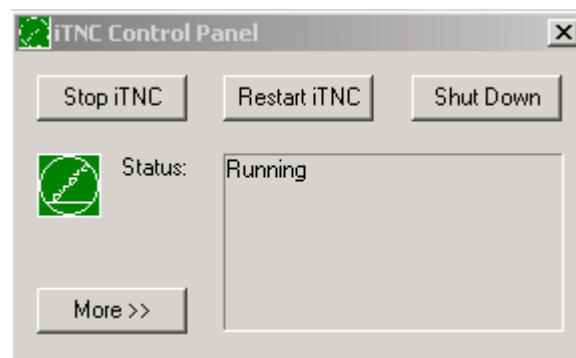 iTNC Control Panel
Stop iTNC Restart iTNC Shut Down
Status: Running
More >>